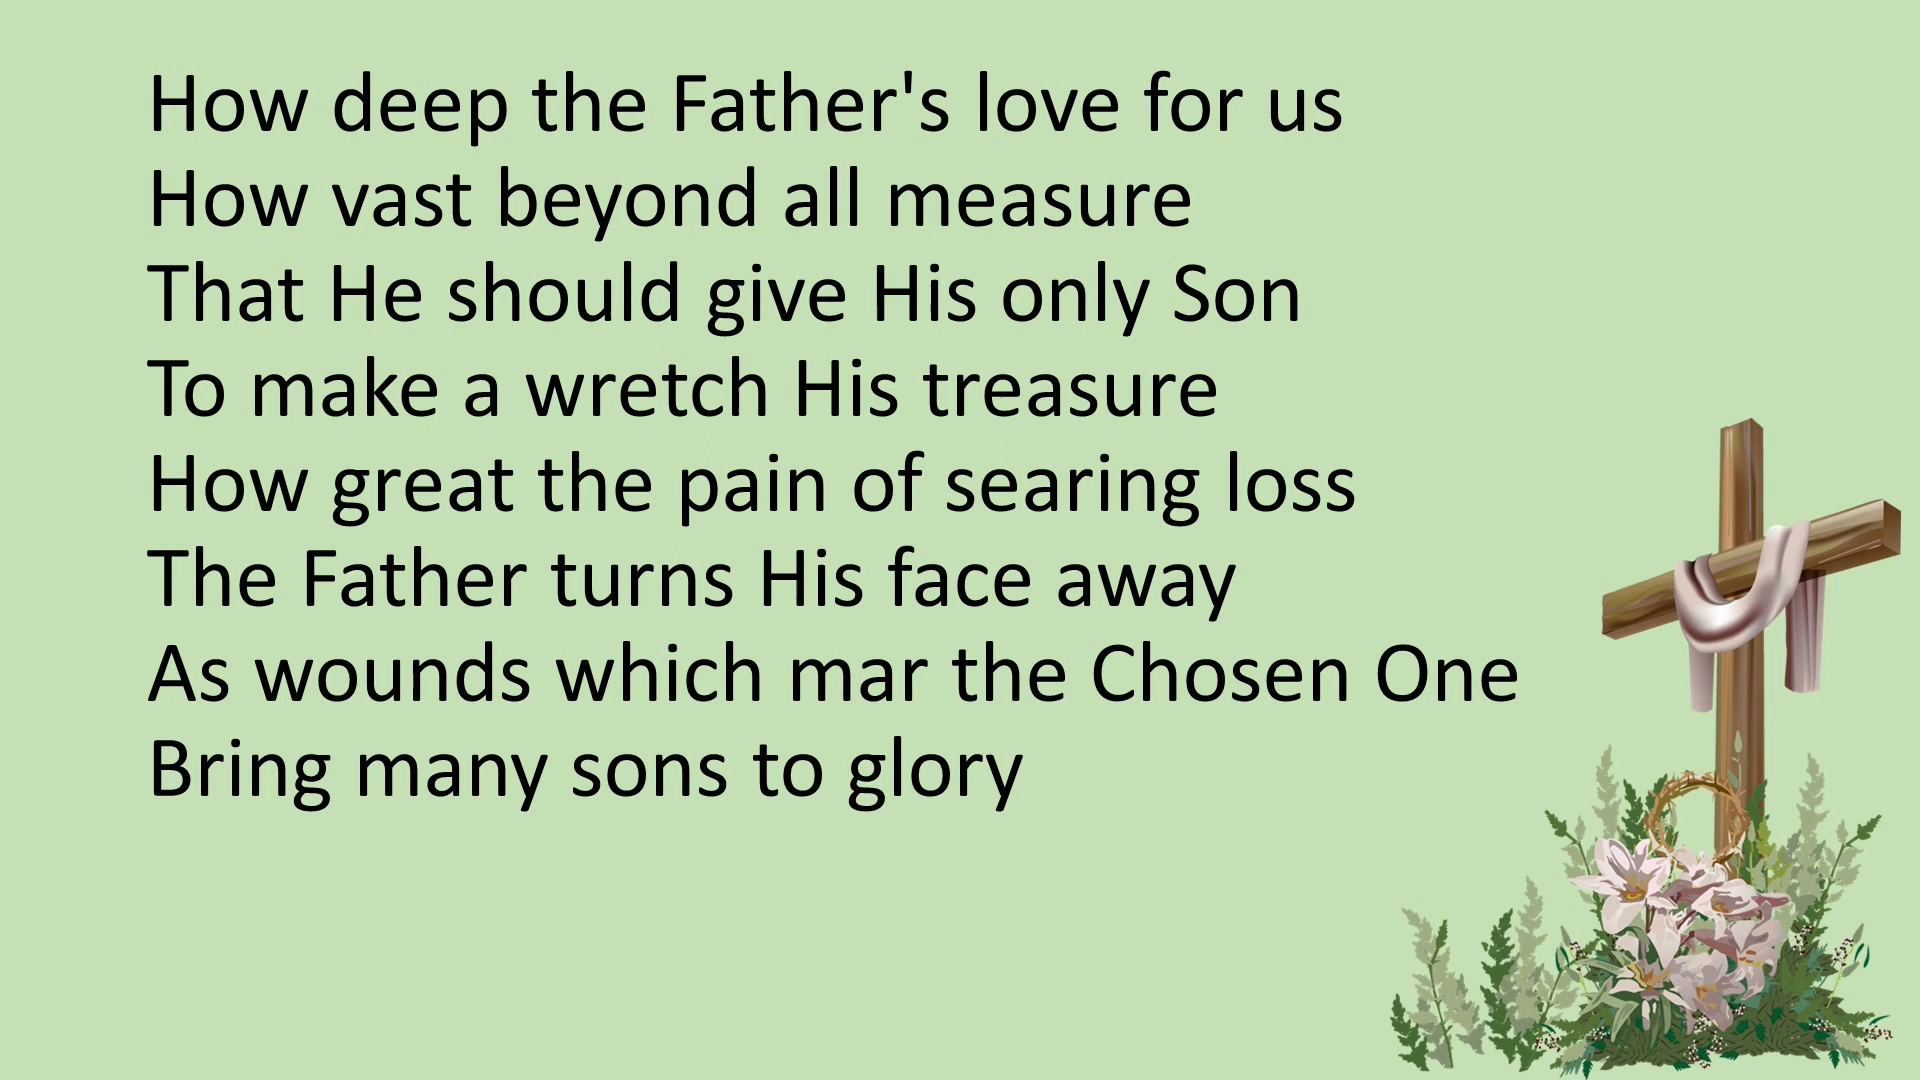 How deep the Father's love for us
How vast beyond all measure
That He should give His only Son
To make a wretch His treasure
How great the pain of searing loss
The Father turns His face away
As wounds which mar the Chosen One
Bring many sons to glory